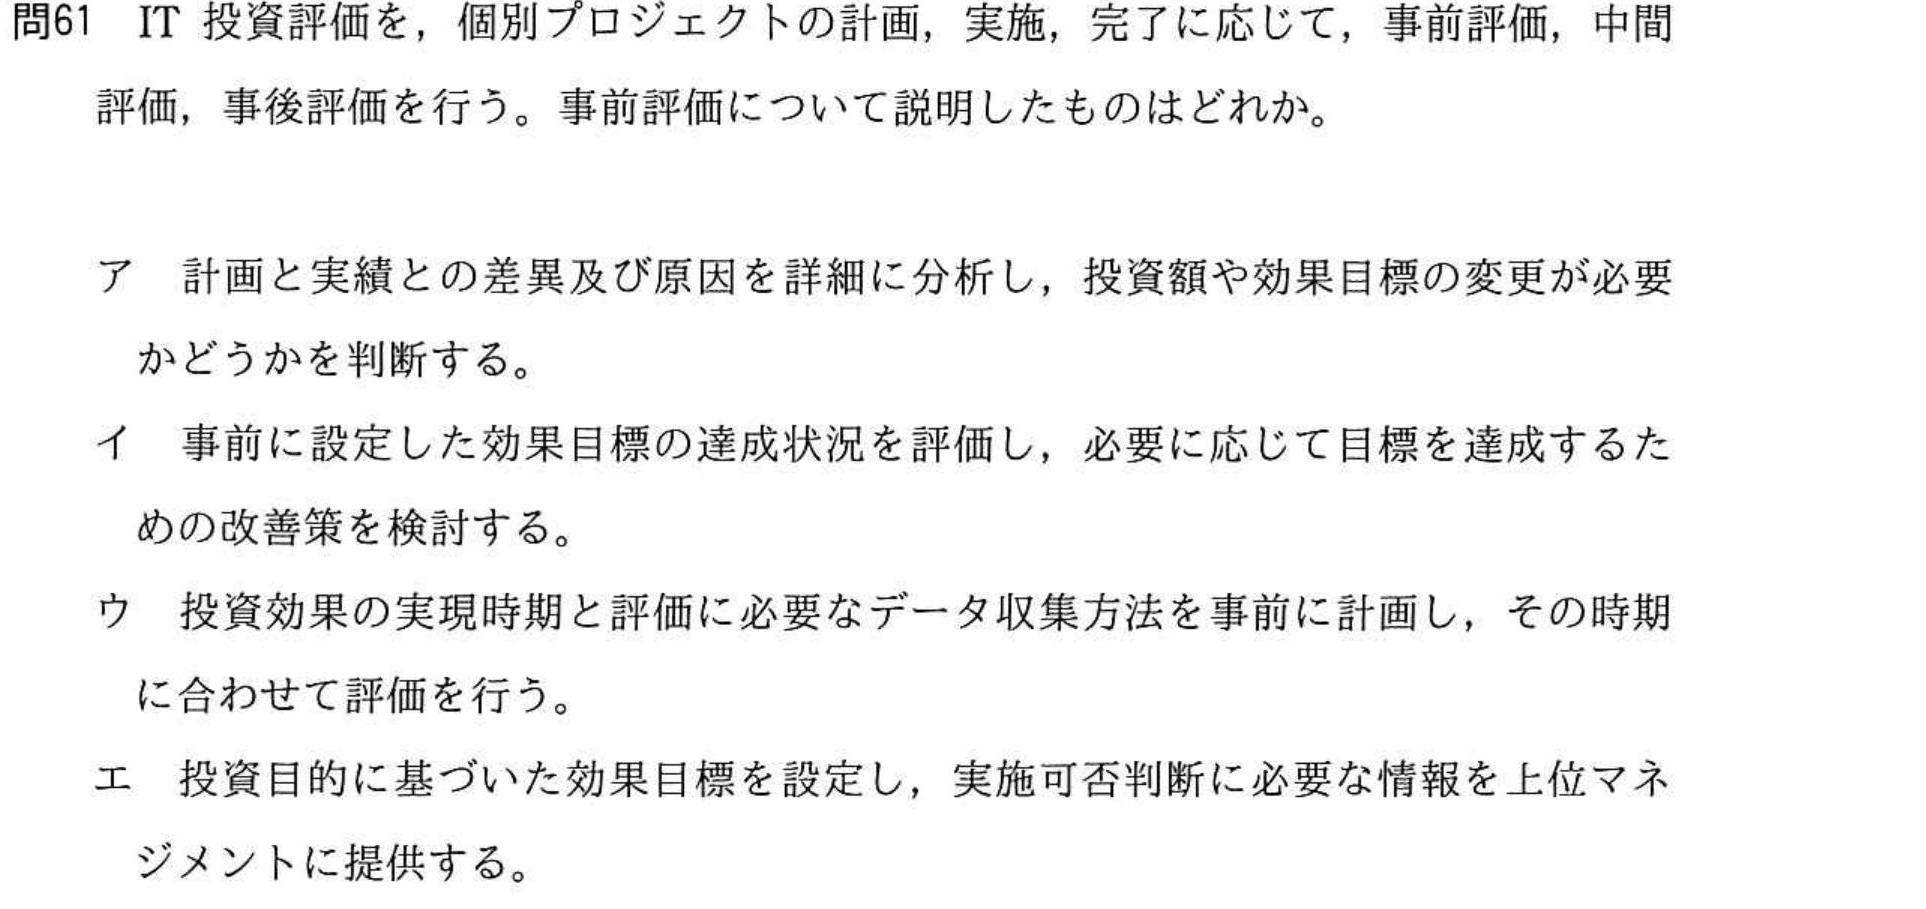 問61 IT 投資評価を，個別プロジェクトの計画，実施，完了に応じて，事前評価，中間
評価，事後評価を行う。事前評価について説明したものはどれか。
ア 計画と実績との差異及び原因を詳細に分析し，投資額や効果目標の変更が必要
かどうかを判断する。
イ 事前に設定した効果目標の達成状況を評価し，必要に応じて目標を達成するた
めの改善策を検討する。
ウ 投資効果の実現時期と評価に必要なデータ収集方法を事前に計画し，その時期
に合わせて評価を行う。
エ 投資目的に基づいた効果目標を設定し，実施可否判断に必要な情報を上位マネ
ジメントに提供する。